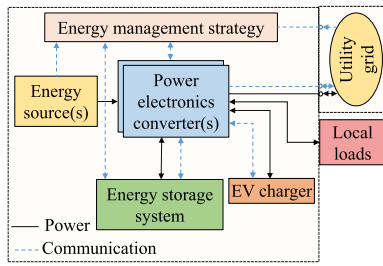 Energy management strategy
Utility
grid
Energy
source(s)
Power
electronics
converter(s)
Local
loads
Energy storage
system
EV charger
Power
Communication